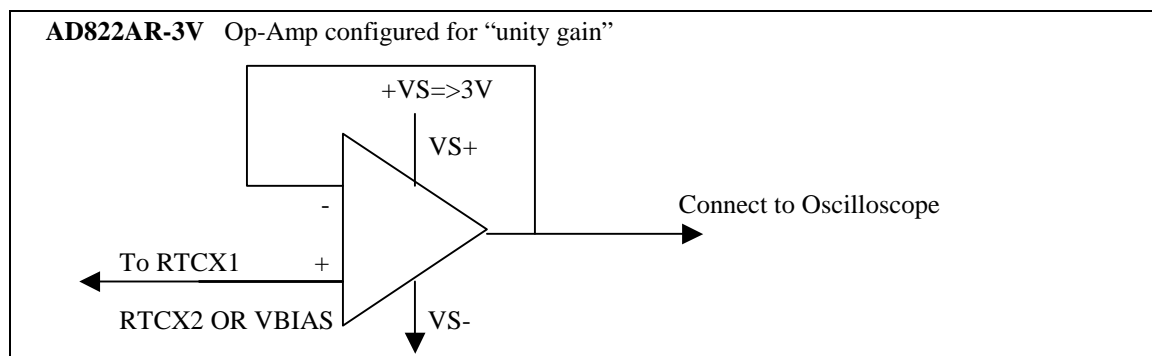 AD822AR-3V Op-Amp configured for “unity gain”
+VS=>3V
VS+
-
Connect to Oscilloscope
To RTCX1 +
RTCX2 OR VBIAS
VS-